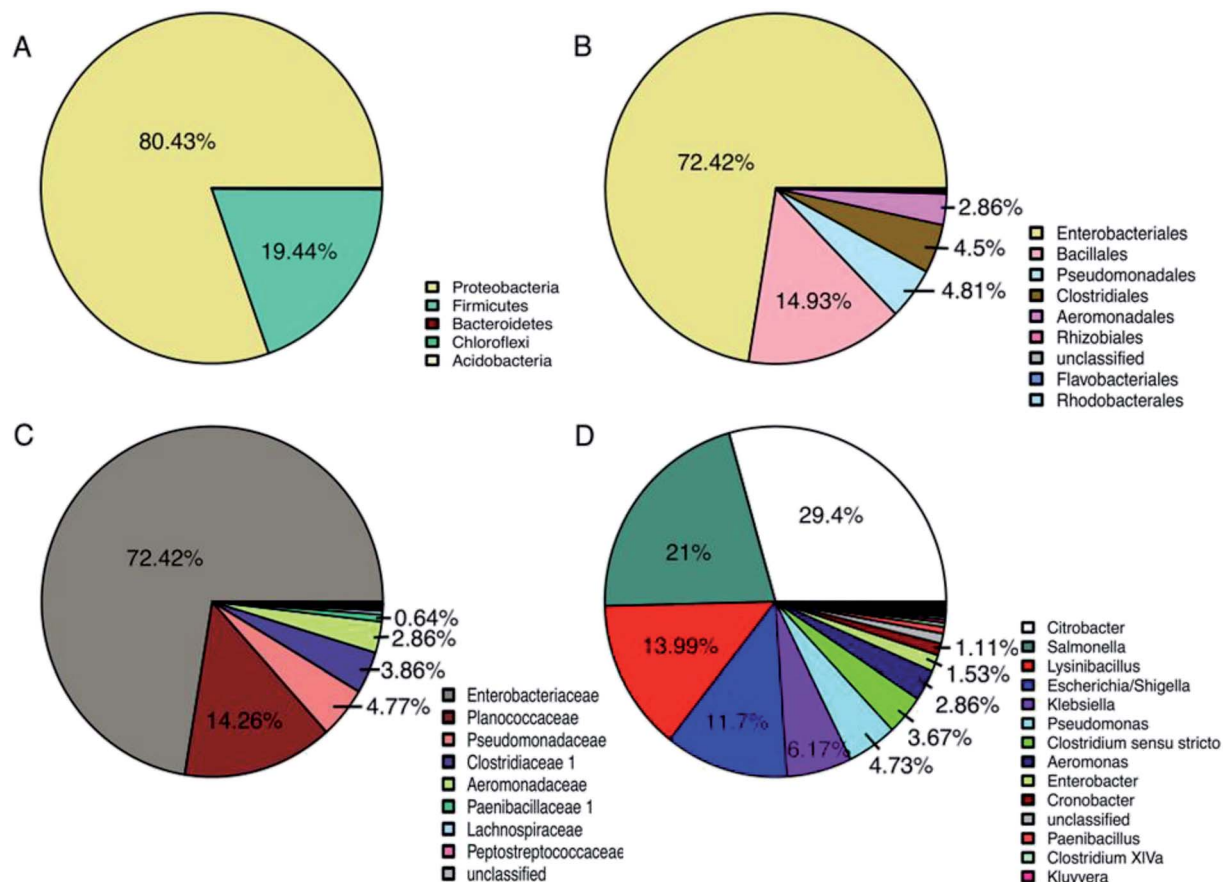 A
80.43%
19.44%
Proteobacteria
Firmicutes
Bacteroidetes
Chloroflexi
Acidobacteria
B
72.42%
2.86%
4.5%
4.81%
14.93%
Enterobacteriales
Bacillales
Pseudomonadales
Clostridiales
Aeromonadales
Rhizobiales
unclassified
Flavobacteriales
Rhodobacterales
C
72.42%
0.64%
2.86%
3.86%
4.77%
14.26%
Enterobacteriaceae
Planococcaceae
Pseudomonadaceae
Clostridiaceae 1
Aeromonadaceae
Paenibacillaceae 1
Lachnospiraceae
Peptostreptococcaceae
unclassified
D
29.4%
21%
13.99%
11.7%
6.17%
4.73%
3.67%
2.86%
1.53%
1.11%
Citrobacter
Salmonella
Lysinibacillus
Escherichia/Shigella
Klebsiella
Pseudomonas
Clostridium sensu stricto
Aeromonas
Enterobacter
Cronobacter
unclassified
Paenibacillus
Clostridium XIVa
Kluyvera